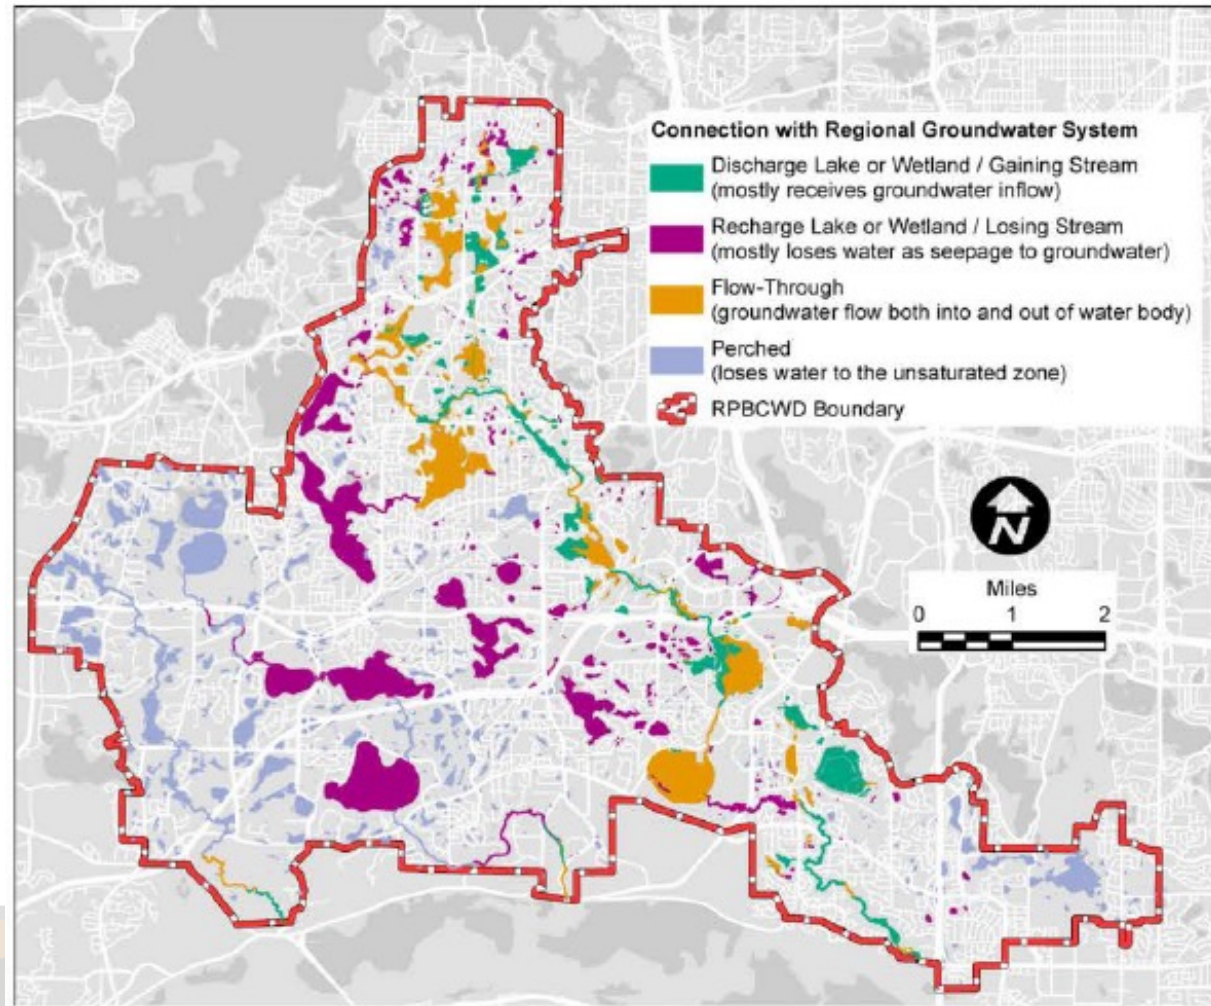 Connection with Regional Groundwater System
Discharge Lake or Wetland / Gaining Stream
(mostly receives groundwater inflow)
Recharge Lake or Wetland / Losing Stream
(mostly loses water as seepage to groundwater)
Flow-Through
(groundwater flow both into and out of water body)
Perched
(loses water to the unsaturated zone)
RPBCWD Boundary
N
Miles
0 1 2